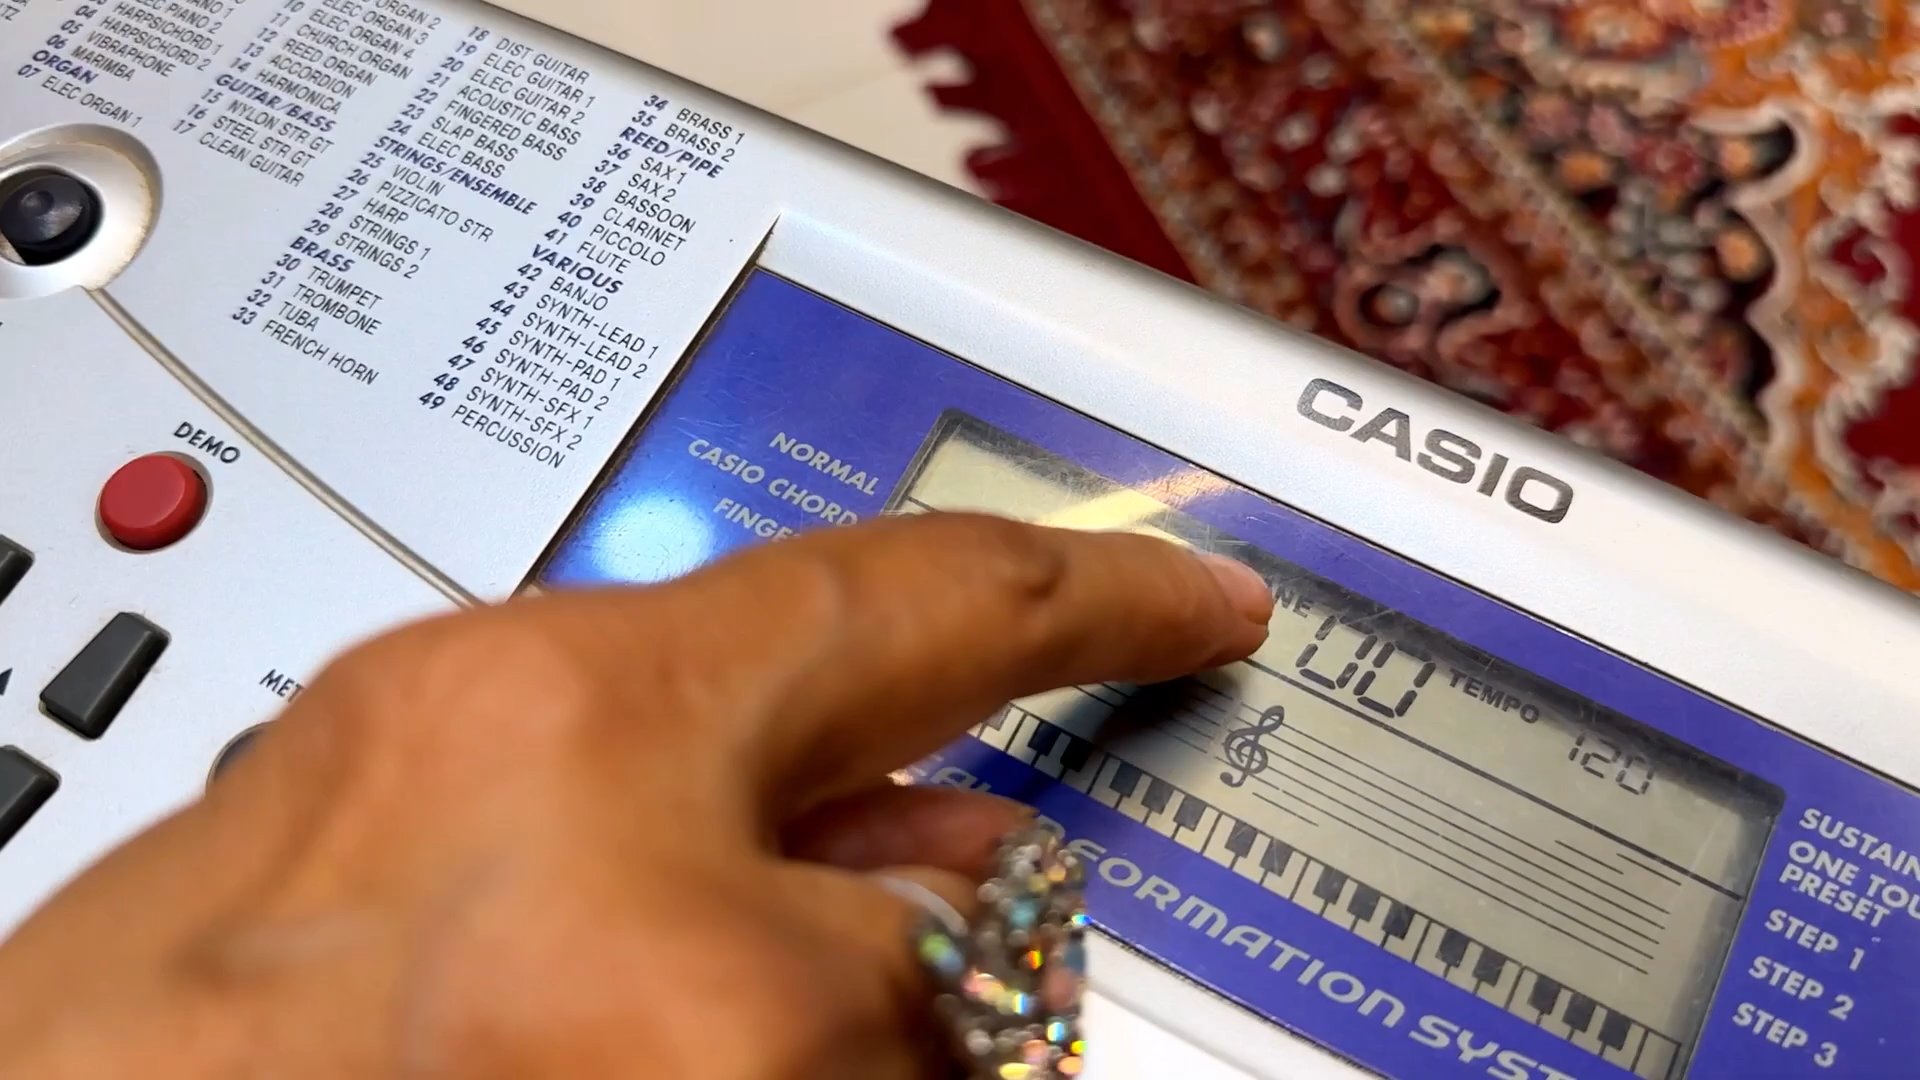 04 HARPSICHORD 1
05 HARPSICHORD 2
06 VIBRAPHONE
MARIMBA
ORGAN
07 ELEC ORGAN 1
ELEC ORGAN 3
10 ELEC ORGAN 4
11 CHURCH ORGAN
12 REED ORGAN
13 ACCORDION
14 HARMONICA
GUITAR/BASS
15 NYLON STR GT
16 STEEL STR GT
17 CLEAN GUITAR
18 DIST GUITAR
19 ELEC GUITAR 1
20 ELEC GUITAR 2
21 ACOUSTIC BASS
22 FINGERED BASS
23 SLAP BASS
24 ELEC BASS
STRINGS/ENSEMBLE
25 VIOLIN
26 PIZZICATO STR
27 HARP
28 STRINGS 1
29 STRINGS 2
BRASS
30 TRUMPET
31 TROMBONE
32 TUBA
33 FRENCH HORN
34 BRASS 1
35 BRASS 2
REED/PIPE
36 SAX 1
37 SAX 2
38 BASSOON
39 CLARINET
40 PICCOLO
41 FLUTE
VARIOUS
42 BANJO
43 SYNTH-LEAD 1
44 SYNTH-LEAD 2
45 SYNTH-PAD 1
46 SYNTH-PAD 2
47 SYNTH-SFX 1
48 SYNTH-SFX 2
49 PERCUSSION
DEMO
CASIO
NORMAL
CASIO CHORD
00 TEMPO 120
SUSTAIN
ONE TOU
PRESET
STEP 1
STEP 2
STEP 3